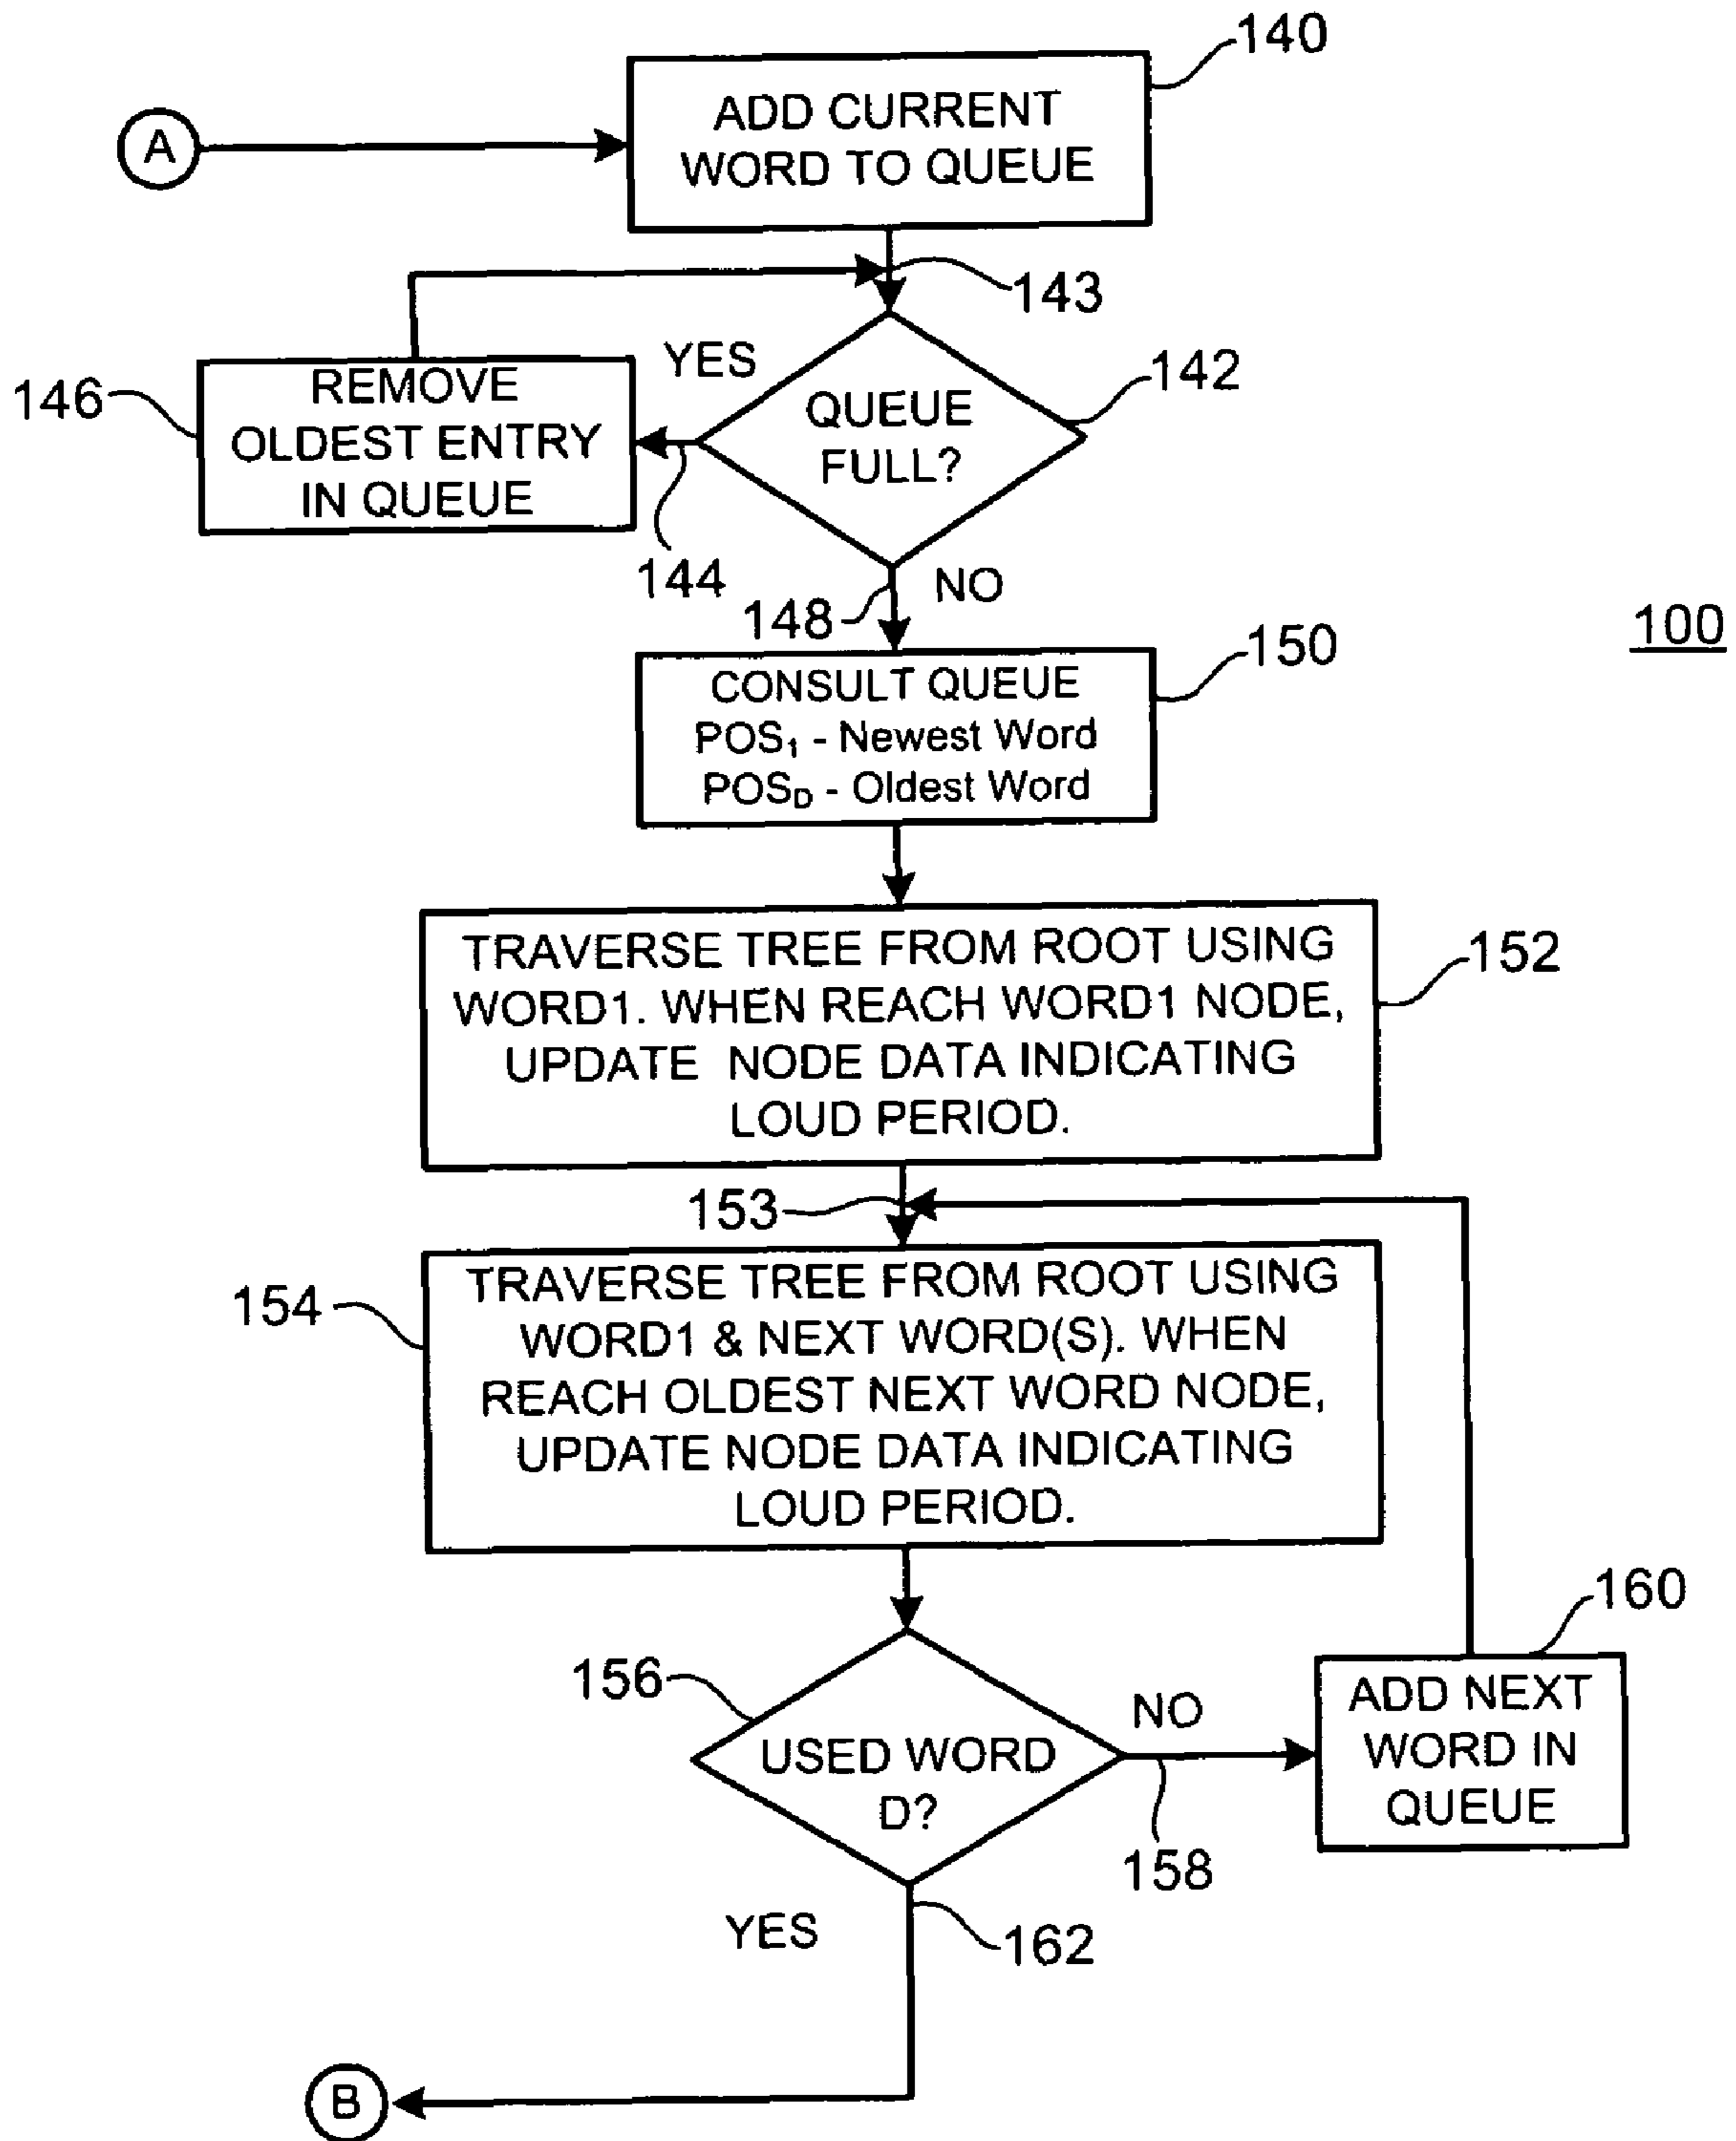 140
A
ADD CURRENT
WORD TO QUEUE
143
YES
142
146
REMOVE
OLDEST ENTRY
IN QUEUE
QUEUE
FULL?
144
148
NO
100
150
CONSULT QUEUE
POS₁ - Newest Word
POS_D - Oldest Word
152
TRAVERSE TREE FROM ROOT USING
WORD1. WHEN REACH WORD1 NODE,
UPDATE NODE DATA INDICATING
LOUD PERIOD.
153
154
TRAVERSE TREE FROM ROOT USING
WORD1 & NEXT WORD(S). WHEN
REACH OLDEST NEXT WORD NODE,
UPDATE NODE DATA INDICATING
LOUD PERIOD.
160
156
USED WORD
D?
NO
158
ADD NEXT
WORD IN
QUEUE
YES
162
B